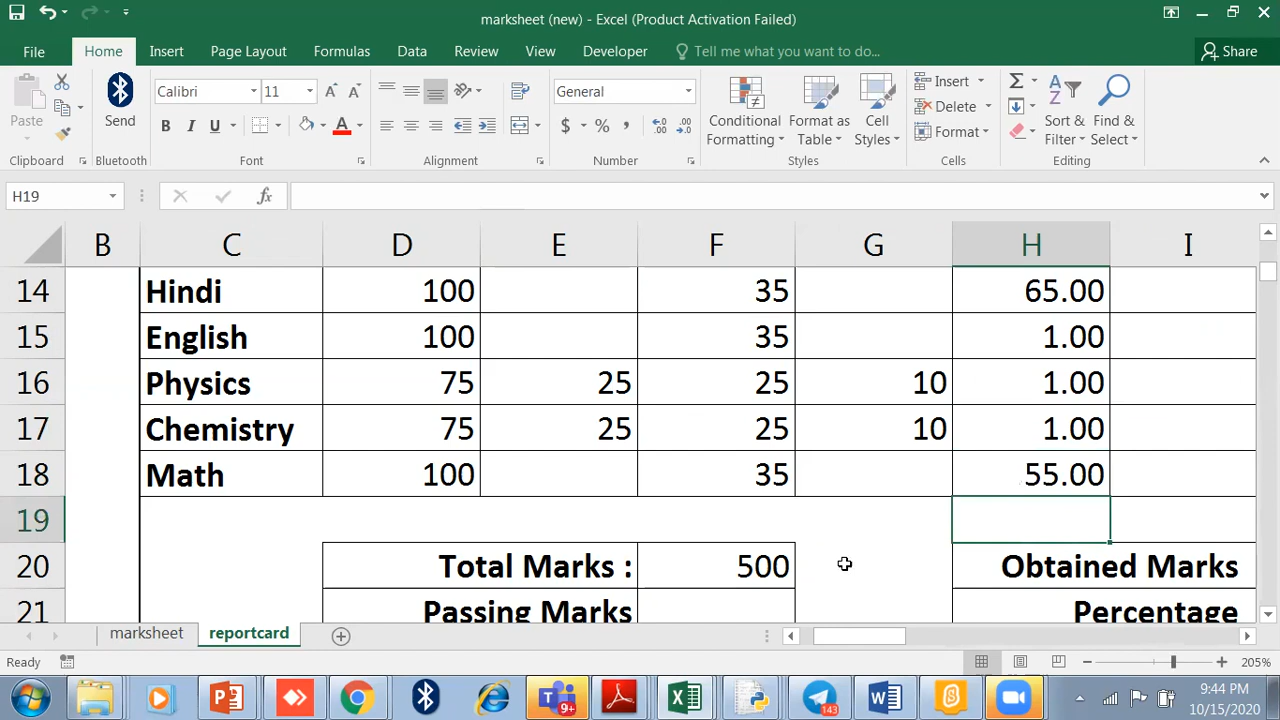 marksheet (new) - Excel (Product Activation Failed)
File Home Insert Page Layout Formulas Data Review View Developer Tell me what you want to do... Share
Calibri 11 General
Paste Send B I U $ % , Conditional Formatting Format as Table Cell Styles Insert Delete Format Sort & Filter Find & Select
Clipboard Bluetooth Font Alignment Number Styles Cells Editing
H19 fx
B C D E F G H I
14 Hindi 100 35 65.00
15 English 100 35 1.00
16 Physics 75 25 25 10 1.00
17 Chemistry 75 25 25 10 1.00
18 Math 100 35 55.00
19
20 Total Marks : 500 Obtained Marks
21 Passing Marks Percentage
marksheet reportcard
Ready 205%
9+ 143 9:44 PM
10/15/2020